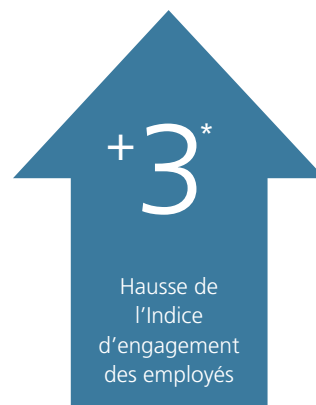 +3*
Hausse de
l’Indice
d’engagement
des employés